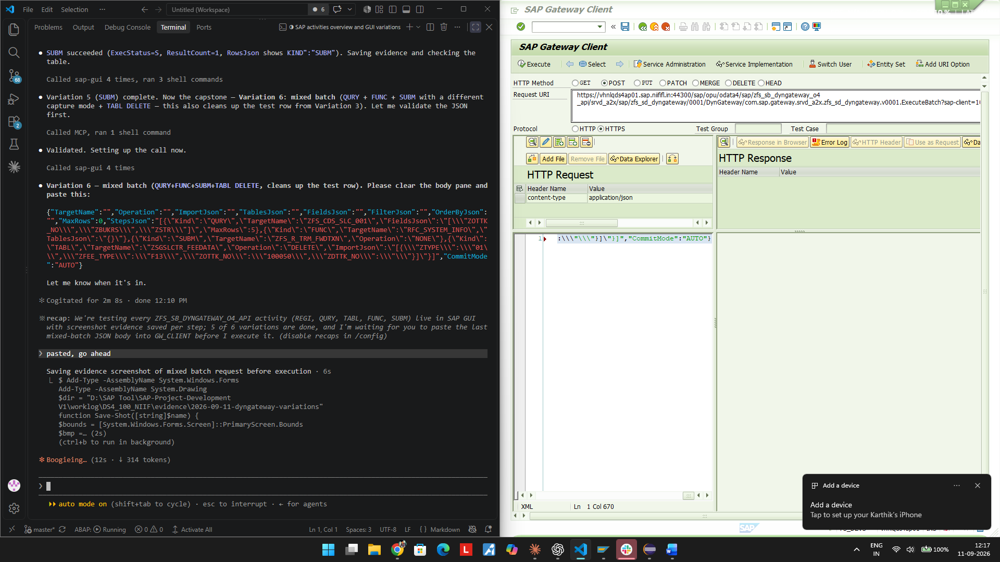 File Edit Selection ··· Untitled (Workspace) 6
Problems Output Debug Console Terminal Ports SAP activities overview and GUI variations
● SUBM succeeded (ExecStatus=S, ResultCount=1, RowsJson shows KIND":"SUBM"). Saving evidence and checking the
table.
Called sap-gui 4 times, ran 3 shell commands
● Variation 5 (SUBM) complete. Now the capstone — Variation 6: mixed batch (QURY + FUNC + SUBM with a different
capture mode + TABL DELETE — this also cleans up the test row from Variation 3). Let me validate the JSON
first.
Called MCP, ran 1 shell command
● Validated. Setting up the call now.
Called sap-gui 4 times
● Variation 6 — mixed batch (QURY+FUNC+SUBM+TABL DELETE, cleans up the test row). Please clear the body pane and
paste this:
{"TargetName":"","Operation":"","ImportJson":"","TablesJson":"","FieldsJson":"","FilterJson":"","OrderByJson":
"","MaxRows":0,"StepsJson":"[{\"Kind\":\"QURY\",\"TargetName\":\"ZFS_CDS_SLC_001\",\"FieldsJson\":\"[\\\"ZOTTK
_NO\\\",\\\"ZBUKRS\\\",\\\"ZSTR\\\"]\",\"MaxRows\":5},{\"Kind\":\"FUNC\",\"TargetName\":\"RFC_SYSTEM_INFO\",\"
TablesJson\":\"{}\"},{\"Kind\":\"SUBM\",\"TargetName\":\"ZFS_R_TRM_FWDTXN\",\"Operation\":\"NONE\"},{\"Kind\":
\"TABL\",\"TargetName\":\"ZSGSLCTR_FEEDATA\",\"Operation\":\"DELETE\",\"ImportJson\":\"[{\\\"ZTYPE\\\":\\\"01\
\\",\\\"ZFEE_TYPE\\\":\\\"F13\\\",\\\"ZOTTK_NO\\\":\\\"100050\\\",\\\"ZDTTK_NO\\\":\\\"\\\"}]\"}]","CommitMode
":"AUTO"}
Let me know when it's in.
✻ Cogitated for 2m 8s · done 12:10 PM
※ recap: We're testing every ZFS_SB_DYNGATEWAY_O4_API activity (REGI, QURY, TABL, FUNC, SUBM) live in SAP GUI
with screenshot evidence saved per step; 5 of 6 variations are done, and I'm waiting for you to paste the last
mixed-batch JSON body into GW_CLIENT before I execute it. (disable recaps in /config)
❯ pasted, go ahead
Saving evidence screenshot of mixed batch request before execution · 6s
└ $ Add-Type -AssemblyName System.Windows.Forms
Add-Type -AssemblyName System.Drawing
$dir = "D:\SAP Tool\SAP-Project-Development
V1\worklog\DS4_100_NIIF\evidence\2026-09-11-dyngateway-variations"
function Save-Shot([string]$name) {
$bounds = [System.Windows.Forms.Screen]::PrimaryScreen.Bounds
$bmp =… (2s)
(ctrl+b to run in background)
✻ Boogieing… (12s · ↓ 314 tokens)
❯
⏵⏵ auto mode on (shift+tab to cycle) · esc to interrupt · ← for agents
68
2
master* ABAP: Running 0 0 Activate All Ln 1, Col 1 Spaces: 3 UTF-8 LF {} Markdown
SAP Gateway Client
SAP Gateway Client
Execute Select Service Administration Service Implementation Switch User Entity Set Add URI Option
HTTP Method GET POST PUT PATCH MERGE DELETE HEAD
Request URI
https://vhnlqds4ap01.sap.niififl.in:44300/sap/opu/odata4/sap/zfs_sb_dyngateway_o4
_api/srvd_a2x/sap/zfs_sd_dyngateway/0001/DynGateway/com.sap.gateway.srvd_a2x.zfs_sd_dyngateway.v0001.ExecuteBatch?sap-client=10
Protocol HTTP HTTPS Test Group Test Case
Add File Remove File Data Explorer
HTTP Request
Header Name Value
content-type application/json
Response in Browser Error Log HTTP Header Use as Request Da
HTTP Response
Header Name Value
1 :\\\"\\\"}]\"}]","CommitMode":"AUTO"}
XML Ln 1 Col 670
SAP
Add a device
Add a device
Tap to set up your Karthik's iPhone
ENG
IN
100%
12:17
11-09-2026